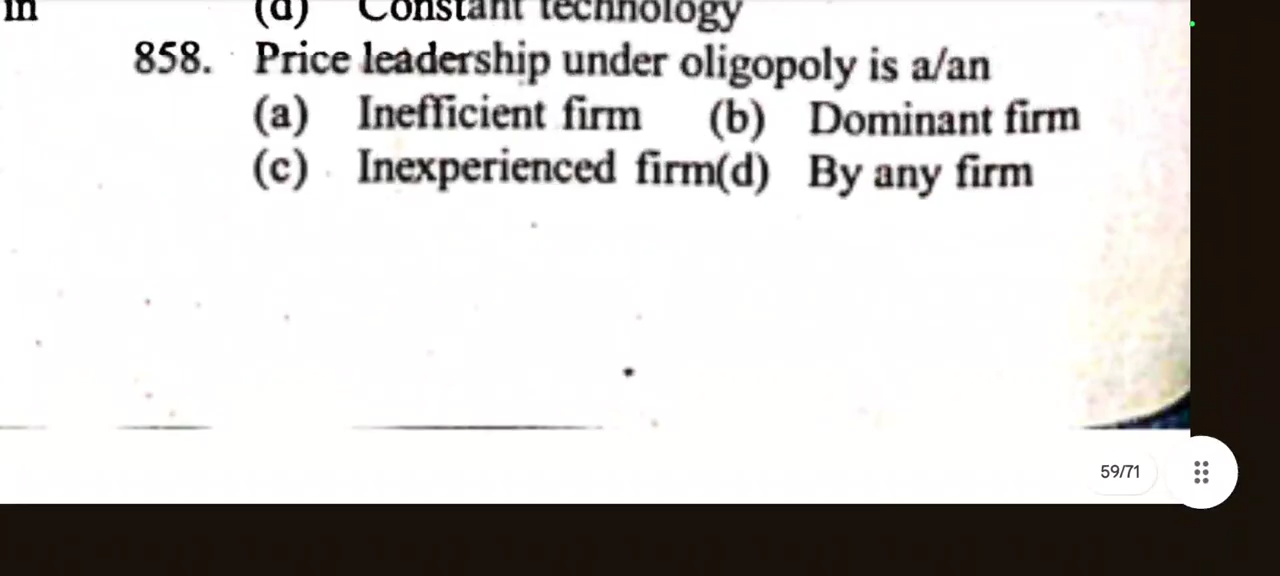 in
(d) Constant technology
858. Price leadership under oligopoly is a/an
(a) Inefficient firm (b) Dominant firm
(c) Inexperienced firm(d) By any firm
59/71